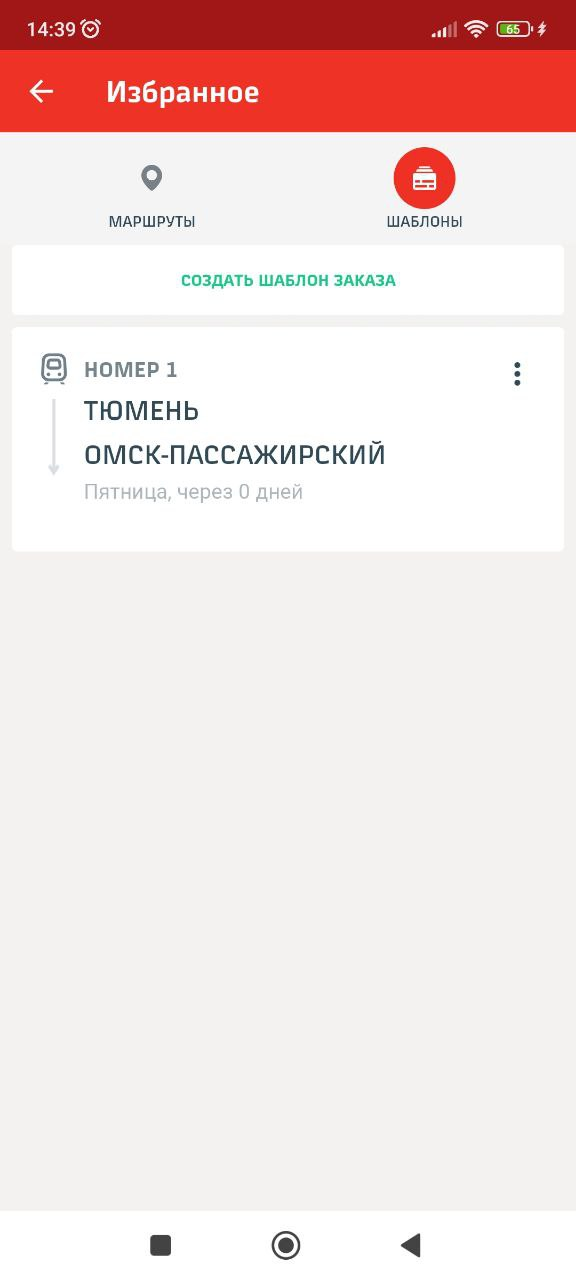 14:39
65
Избранное
МАРШРУТЫ
ШАБЛОНЫ
СОЗДАТЬ ШАБЛОН ЗАКАЗА
НОМЕР 1
ТЮМЕНЬ
ОМСК-ПАССАЖИРСКИЙ
Пятница, через 0 дней